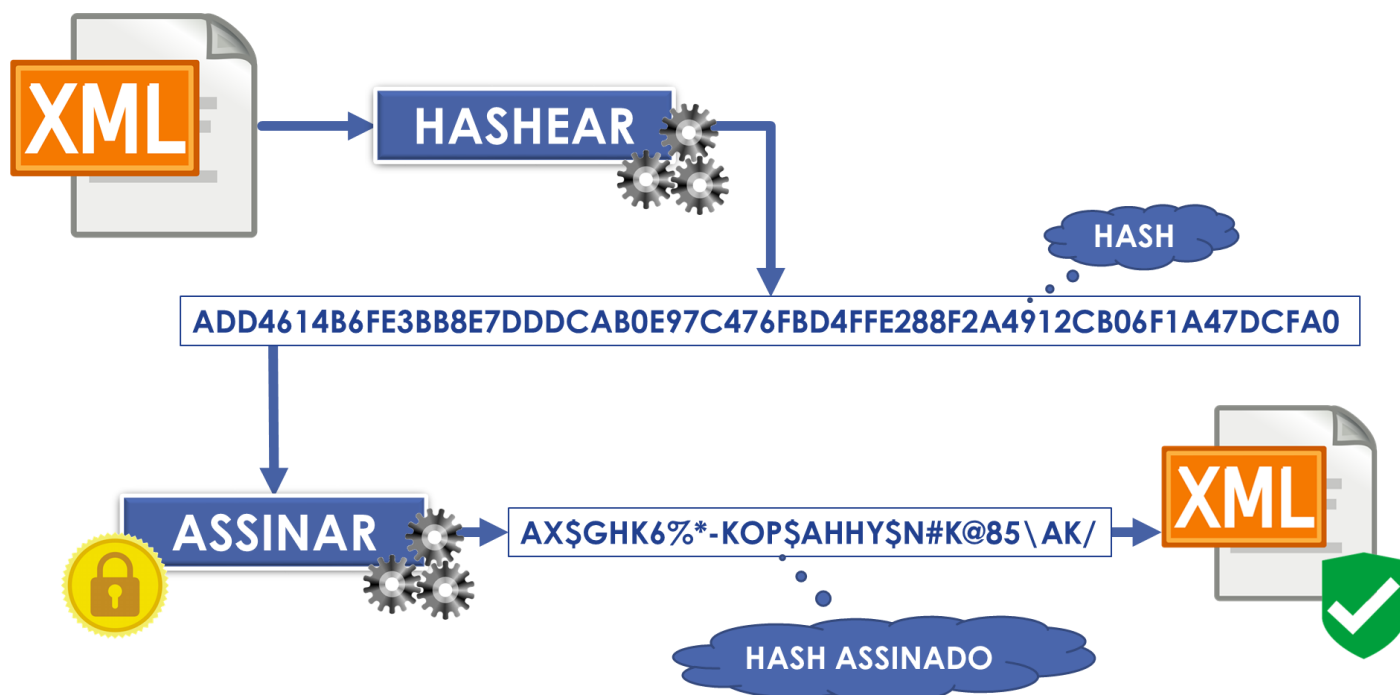 XML
HASHEAR
HASH
ADD4614B6FE3BB8E7DDDCAB0E97C476FBD4FFE288F2A4912CB06F1A47DCFA0
ASSINAR
AX$GHK6%*-KOP$AHHY$N#K@85\AK/
XML
HASH ASSINADO